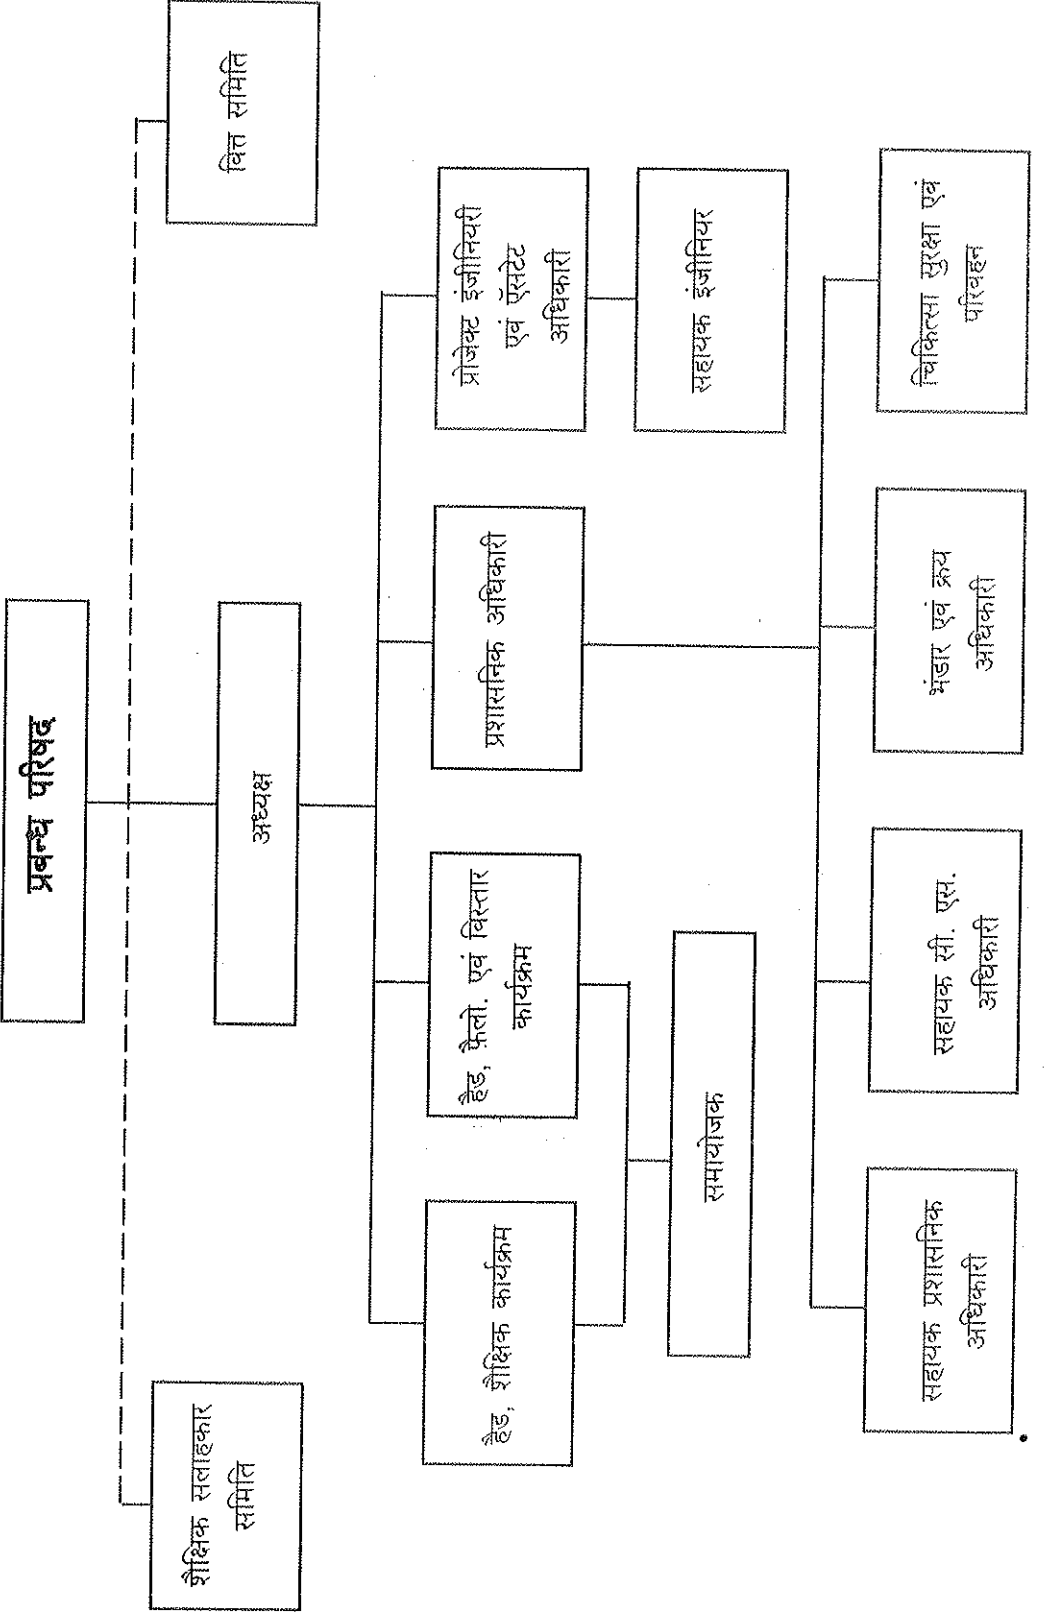 प्रबन्ध परिषद
शैक्षिक सलाहकार
समिति
वित्त समिति
अध्यक्ष
हैड, शैक्षिक कार्यक्रम
हैड, फ़ैलो. एवं विस्तार
कार्यक्रम
प्रशासनिक अधिकारी
प्रोजेक्ट इंजीनियरी
एवं ऍसटेट
अधिकारी
समायोजक
सहायक इंजीनियर
सहायक प्रशासनिक
अधिकारी
सहायक सी. एस.
अधिकारी
भंडार एवं क्रय
अधिकारी
चिकित्सा सुरक्षा एवं
परिवहन